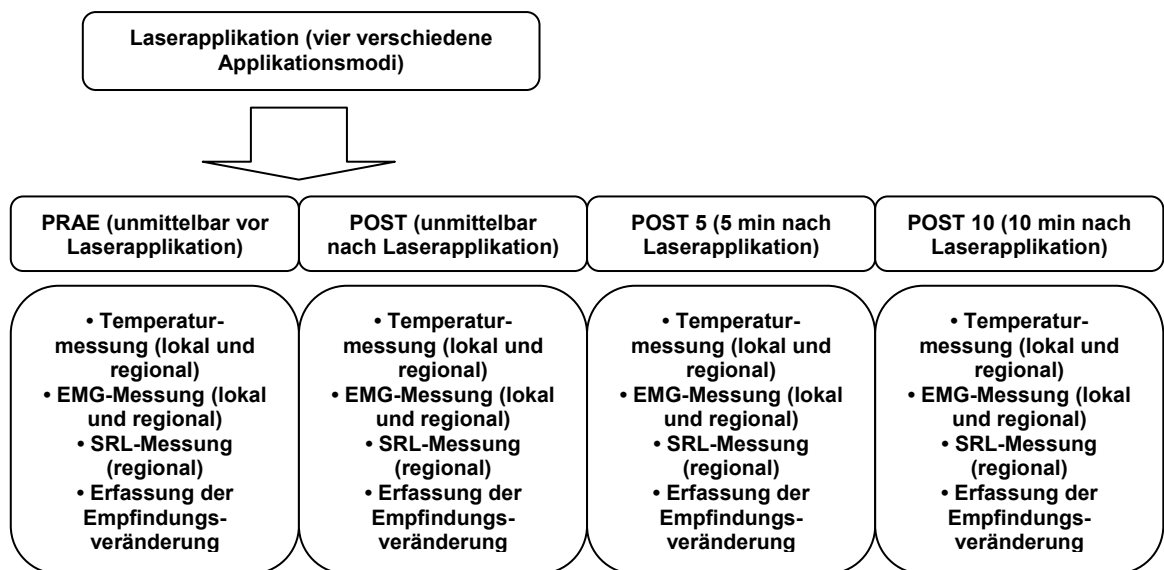 Laserapplikation (vier verschiedene
Applikationsmodi)
PRAE (unmittelbar vor
Laserapplikation)
POST (unmittelbar
nach Laserapplikation)
POST 5 (5 min nach
Laserapplikation)
POST 10 (10 min nach
Laserapplikation)
• Temperatur-
messung (lokal und
regional)
• EMG-Messung (lokal
und regional)
• SRL-Messung
(regional)
• Erfassung der
Empfindungs-
veränderung
• Temperatur-
messung (lokal und
regional)
• EMG-Messung (lokal
und regional)
• SRL-Messung
(regional)
• Erfassung der
Empfindungs-
veränderung
• Temperatur-
messung (lokal und
regional)
• EMG-Messung (lokal
und regional)
• SRL-Messung
(regional)
• Erfassung der
Empfindungs-
veränderung
• Temperatur-
messung (lokal und
regional)
• EMG-Messung (lokal
und regional)
• SRL-Messung
(regional)
• Erfassung der
Empfindungs-
veränderung